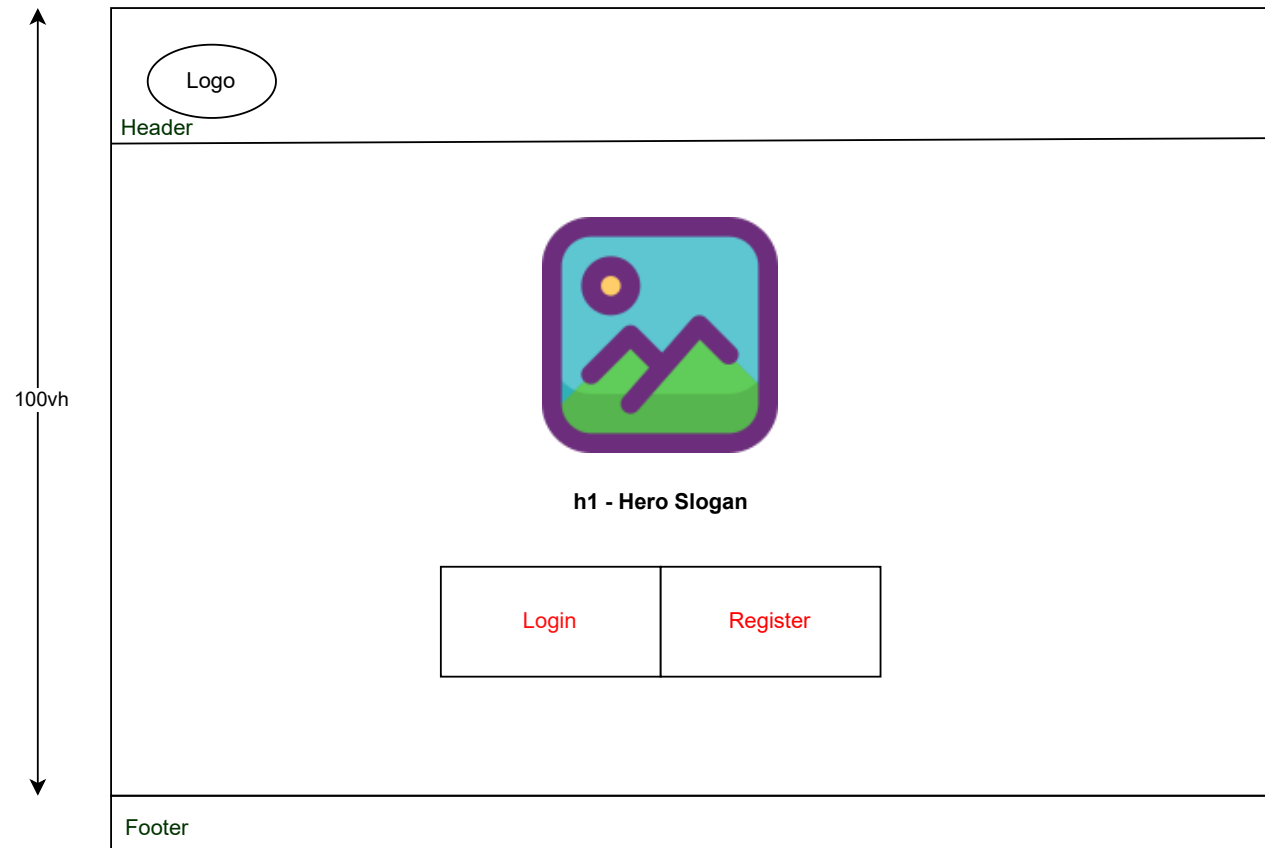 Logo
Header
100vh
h1 - Hero Slogan
Login
Register
Footer